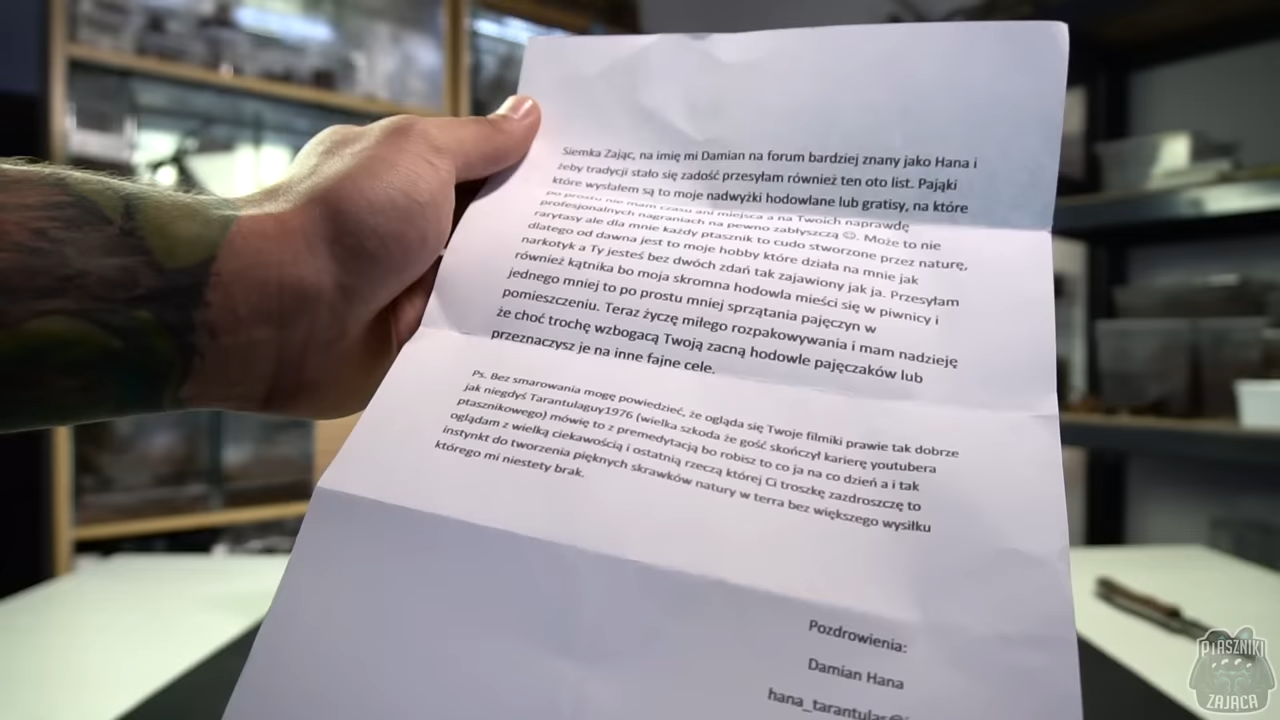 Siemka Zając, na imię mi Damian na forum bardziej znany jako Hana i
żeby tradycji stało się zadość przesyłam również ten oto list. Pająki
które wysłałem są to moje nadwyżki hodowlane lub gratisy, na które
po prostu nie mam czasu ani miejsca a na Twoich naprawdę
profesjonalnych nagraniach na pewno zabłyszczą ☺. Może to nie
rarytasy ale dla mnie każdy ptasznik to cudo stworzone przez naturę,
dlatego od dawna jest to moje hobby które działa na mnie jak
narkotyk a Ty jesteś bez dwóch zdań tak zajawiony jak ja. Przesyłam
również kątnika bo moja skromna hodowla mieści się w piwnicy i
jednego mniej to po prostu mniej sprzątania pajęczyn w
pomieszczeniu. Teraz życzę miłego rozpakowywania i mam nadzieję
że choć trochę wzbogacą Twoją zacną hodowle pajęczaków lub
przeznaczysz je na inne fajne cele.
Ps. Bez smarowania mogę powiedzieć, że ogląda się Twoje filmiki prawie tak dobrze
jak niegdyś Tarantulaguy1976 (wielka szkoda że gość skończył karierę youtubera
ptasznikowego) mówię to z premedytacją bo robisz to co ja na co dzień a i tak
oglądam z wielką ciekawością i ostatnią rzeczą której Ci troszkę zazdroszczę to
instynkt do tworzenia pięknych skrawków natury w terra bez większego wysiłku
którego mi niestety brak.
Pozdrowienia:
Damian Hana
hana_tarantulas@
PTASZNIKI
ZAJĄCA